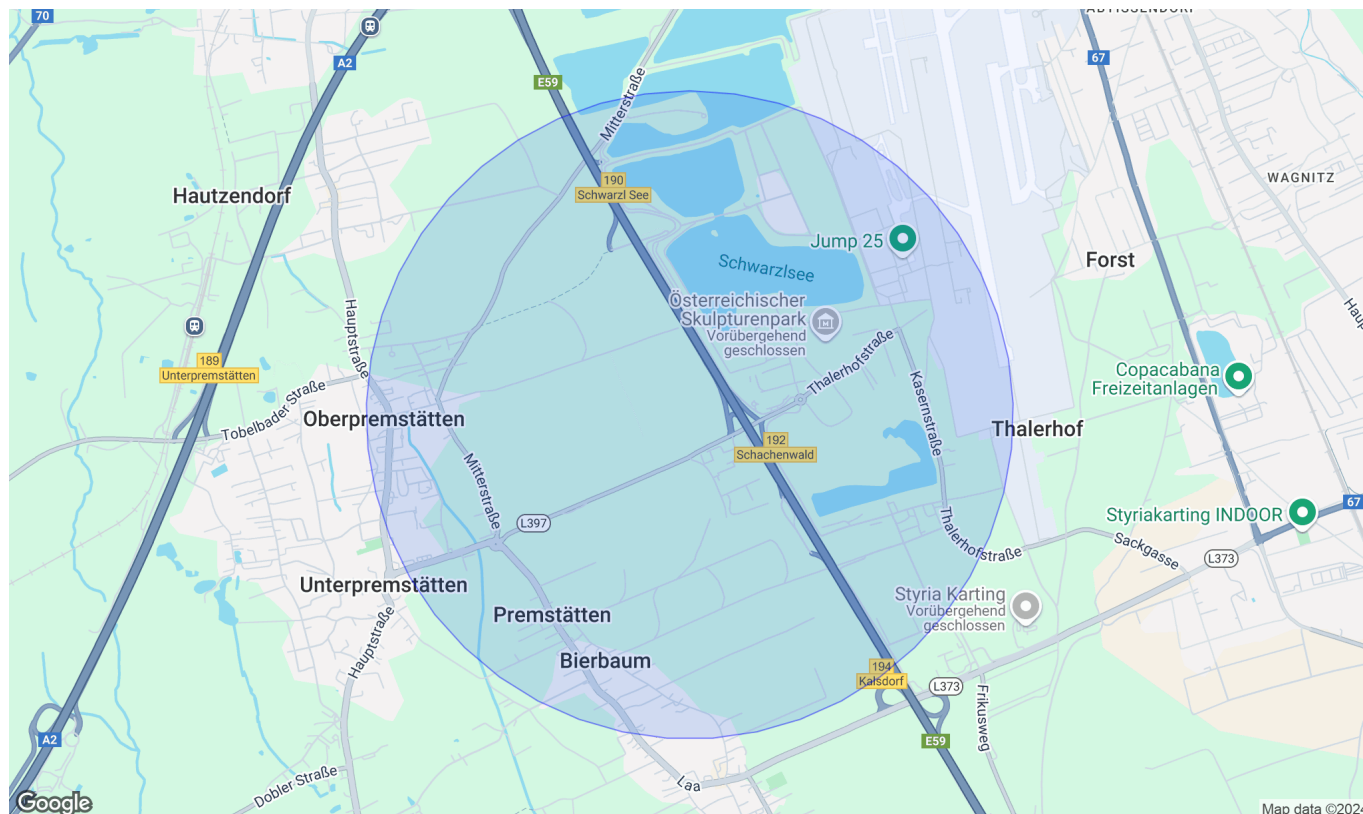 70
A2
E59
ABTISSENDORF
67
Mitterstraße
WAGNITZ
190
Schwarzl See
Hautzendorf
Jump 25
Forst
Schwarzlsee
Österreichischer
Skulpturenpark
Vorübergehend
geschlossen
Hauptstraße
Thalerhofstraße
189
Unterpremstätten
Copacabana
Freizeitanlagen
Tobelbader Straße
Oberpremstätten
Kasernstraße
Thalerhof
192
Schachenwald
Mitterstraße
67
L397
Styriakarting INDOOR
Thalerhofstraße
Sackgasse
L373
Unterpremstätten
Premstätten
Styria Karting
Vorübergehend
geschlossen
Hauptstraße
Bierbaum
194
Kalsdorf
L373
Frikusweg
A2
E59
Dobler Straße
Laa
Google
Map data ©2024